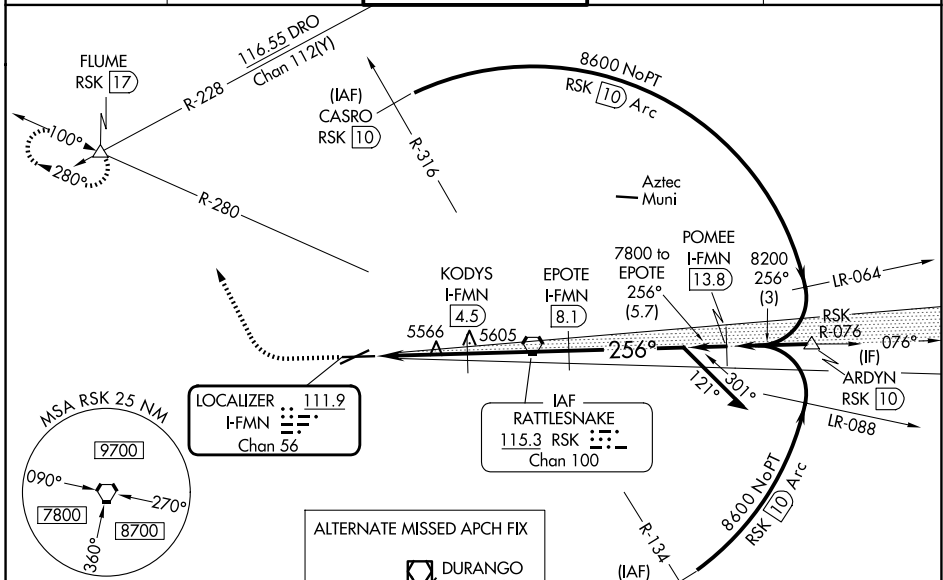 116.55 DRO
Chan 112(Y)
R-228
FLUME
RSK 17
100°
280°
R-280
(IAF)
CASRO
RSK 10
R-316
8600 NoPT
RSK 10 Arc
Aztec
Muni
POMEE
I-FMN
13.8
7800 to
EPOTE
256°
(5.7)
8200
256°
(3)
LR-064
KODYS
I-FMN
4.5
EPOTE
I-FMN
8.1
5566
5605
256°
RSK
R-076
076°
(IF)
ARDYN
RSK 10
301°
121°
LR-088
LOCALIZER 111.9
I-FMN
Chan 56
IAF
RATTLESNAKE
115.3 RSK
Chan 100
MSA RSK 25 NM
9700
090°
270°
7800
8700
360°
8600 NoPT
RSK 10 Arc
R-134
(IAF)
ALTERNATE MISSED APCH FIX
DURANGO